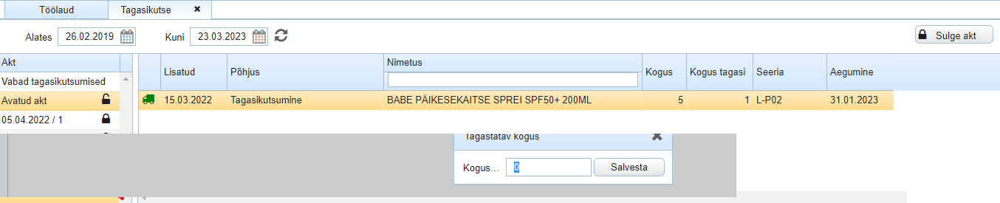 Töölaud Tagasikutse
Alates 26.02.2019 Kuni 23.03.2023 Sulge akt
Akt Lisatud Põhjus Nimetus Kogus Kogus tagasi Seeria Aegumine
Vabad tagasikutsumised
Avatud akt 15.03.2022 Tagasikutsumine BABE PÄIKESEKAITSE SPREI SPF50+ 200ML 5 1 L-P02 31.01.2023
05.04.2022 / 1
Tagastatav kogus
Kogus... 0 Salvesta